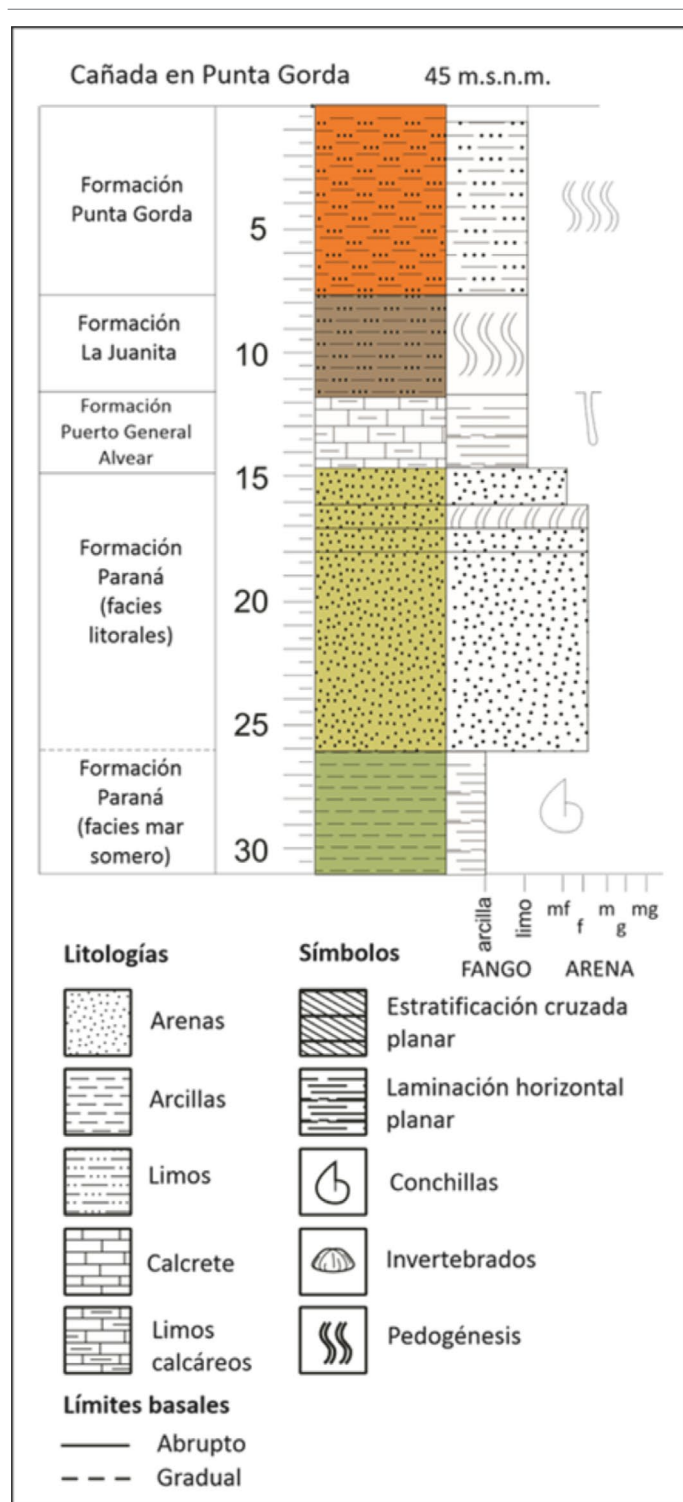 Cañada en Punta Gorda 45 m.s.n.m.
Formación
Punta Gorda
5
Formación
La Juanita
10
Formación
Puerto General
Alvear
15
Formación
Paraná
(facies
litorales)
20
25
Formación
Paraná
(facies mar
somero)
30
arcilla limo mf f m g mg
FANGO ARENA
Litologías
Arenas
Arcillas
Limos
Calcrete
Limos
calcáreos
Límites basales
Abrupto
Gradual
Símbolos
Estratificación cruzada
planar
Laminación horizontal
planar
Conchillas
Invertebrados
Pedogénesis